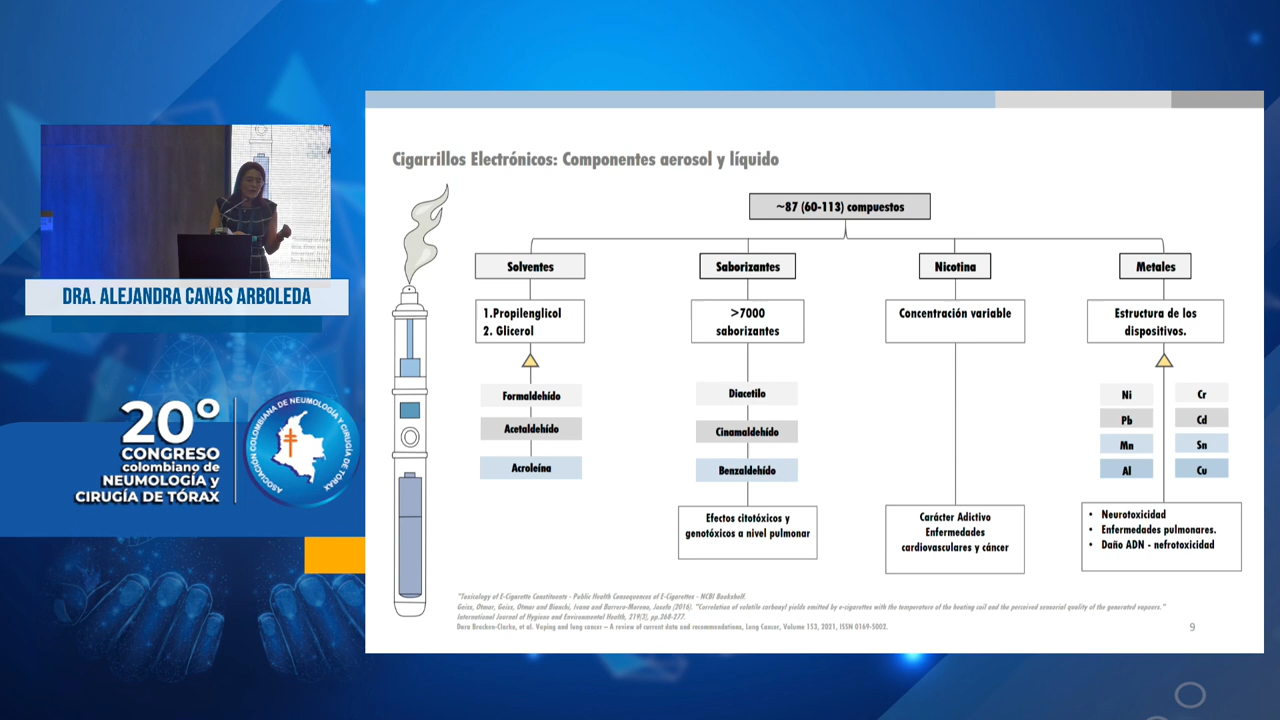 DRA. ALEJANDRA CANAS ARBOLEDA
20º
CONGRESO
colombiano de
NEUMOLOGÍA y
CIRUGÍA DE TÓRAX
ASOCIACIÓN COLOMBIANA DE NEUMOLOGÍA Y CIRUGÍA DE TÓRAX
Cigarrillos Electrónicos: Componentes aerosol y líquido
~87 (60-113) compuestos
Solventes
1.Propilenglicol
2. Glicerol
Formaldehído
Acetaldehído
Acroleína
Saborizantes
>7000
saborizantes
Diacetilo
Cinamaldehído
Benzaldehído
Efectos citotóxicos y
genotóxicos a nivel pulmonar
Nicotina
Concentración variable
Carácter Adictivo
Enfermedades
cardiovasculares y cáncer
Metales
Estructura de los
dispositivos.
Ni Cr
Pb Cd
Mn Sn
Al Cu
• Neurotoxicidad
• Enfermedades pulmonares.
• Daño ADN - nefrotoxicidad
"Toxicology of E-Cigarette Constituents - Public Health Consequences of E-Cigarettes - NCBI Bookshelf.
Geiss, Otmar, Geiss, Otmar and Bianchi, Ivana and Barrero-Moreno, Josefa (2016). "Correlation of volatile carbonyl yields emitted by e-cigarettes with the temperature of the heating coil and the perceived sensorial quality of the generated vapours."
International Journal of Hygiene and Environmental Health, 219(3), pp.268-277.
Dara Bracken-Clarke, et al. Vaping and lung cancer – A review of current data and recommendations, Lung Cancer, Volume 153, 2021, ISSN 0169-5002.
9